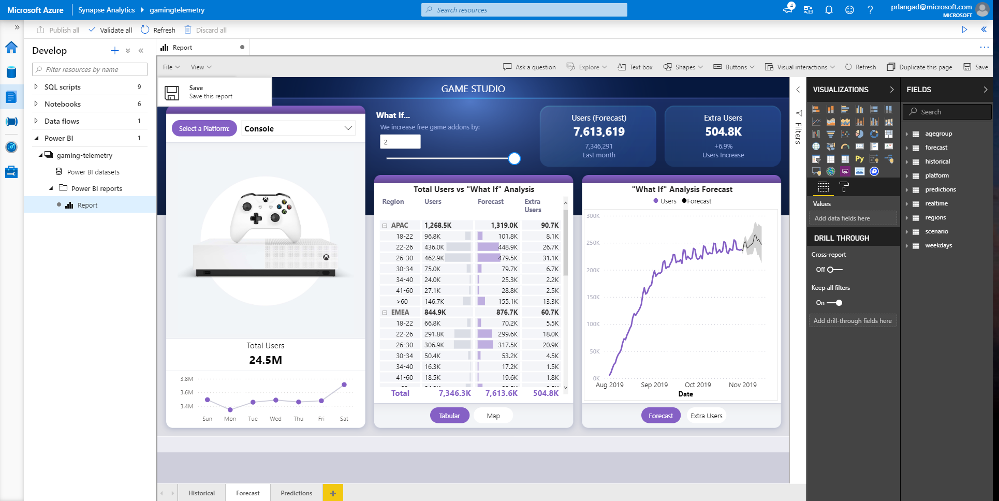 Microsoft Azure
Synapse Analytics
gamingtelemetry
Search resources
4
prlangad@microsoft.com
MICROSOFT
Publish all
Validate all
Refresh
Discard all
Develop
Filter resources by name
SQL scripts 9
Notebooks 6
Data flows 1
Power BI 1
gaming-telemetry
Power BI datasets
Power BI reports
Report
Report
File
View
Ask a question
Explore
Text box
Shapes
Buttons
Visual interactions
Refresh
Duplicate this page
Save
Save
Save this report
GAME STUDIO
Select a Platform:
Console
Total Users
24.5M
3.8M
3.6M
3.4M
Sun Mon Tue Wed Thu Fri Sat
What If...
We increase free game addons by:
2
Users (Forecast)
7,613,619
7,346,291
Last month
Extra Users
504.8K
+6.9%
Users Increase
Total Users vs "What If" Analysis
Region Users Forecast Extra Users
APAC 1,268.5K 1,319.0K 90.7K
18-22 96.8K 101.8K 8.1K
22-26 436.0K 448.9K 26.7K
26-30 462.9K 479.5K 31.1K
30-34 75.0K 79.7K 6.7K
34-40 24.0K 25.3K 2.2K
41-60 27.1K 28.8K 2.5K
>60 146.7K 155.1K 13.3K
EMEA 844.9K 876.7K 60.7K
18-22 66.8K 70.2K 5.5K
22-26 291.8K 299.6K 18.0K
26-30 306.9K 317.5K 20.9K
30-34 50.4K 53.2K 4.5K
34-40 16.3K 17.2K 1.5K
41-60 18.5K 19.6K 1.8K
Total 7,346.3K 7,613.6K 504.8K
Tabular
Map
"What If" Analysis Forecast
Users Forecast
300K
250K
200K
150K
100K
50K
0K
Aug 2019 Sep 2019 Oct 2019 Nov 2019
Date
Forecast
Extra Users
Filters
VISUALIZATIONS
Py
Values
Add data fields here
DRILL THROUGH
Cross-report
Off
Keep all filters
On
Add drill-through fields here
FIELDS
Search
agegroup
forecast
historical
platform
predictions
realtime
regions
scenario
weekdays
Historical
Forecast
Predictions